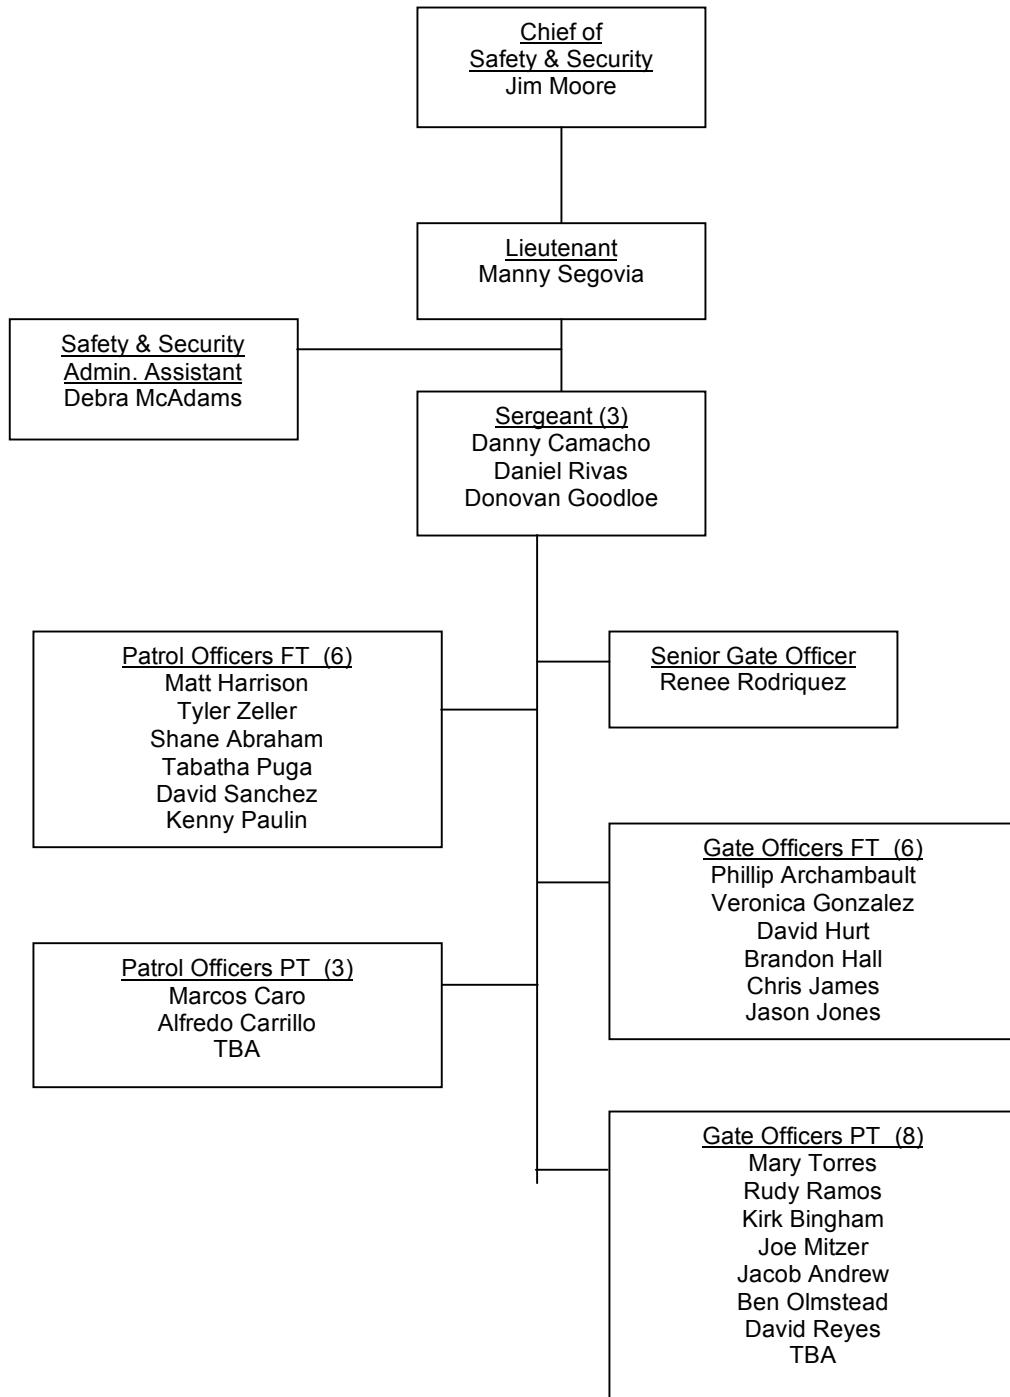 Chief of
Safety & Security
Jim Moore
Lieutenant
Manny Segovia
Safety & Security
Admin. Assistant
Debra McAdams
Sergeant (3)
Danny Camacho
Daniel Rivas
Donovan Goodloe
Patrol Officers FT (6)
Matt Harrison
Tyler Zeller
Shane Abraham
Tabatha Puga
David Sanchez
Kenny Paulin
Senior Gate Officer
Renee Rodriquez
Gate Officers FT (6)
Phillip Archambault
Veronica Gonzalez
David Hurt
Brandon Hall
Chris James
Jason Jones
Patrol Officers PT (3)
Marcos Caro
Alfredo Carrillo
TBA
Gate Officers PT (8)
Mary Torres
Rudy Ramos
Kirk Bingham
Joe Mitzer
Jacob Andrew
Ben Olmstead
David Reyes
TBA